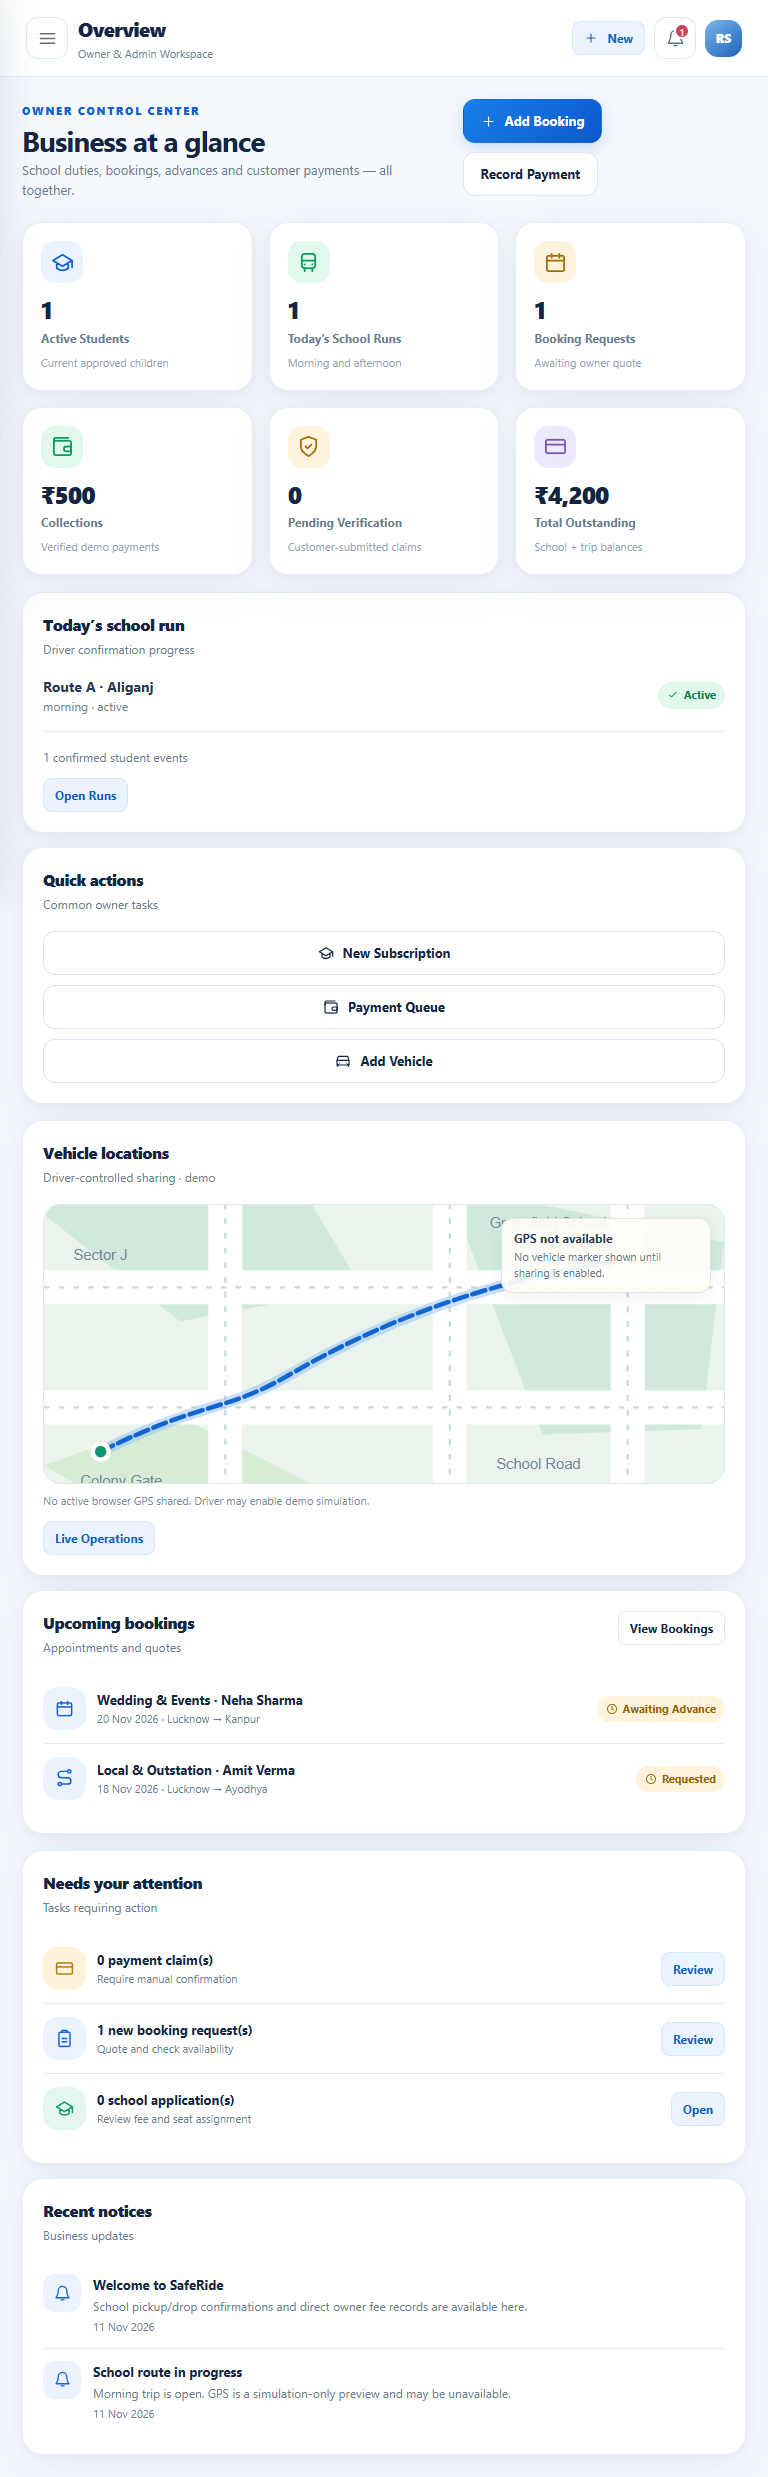 Overview
Owner & Admin Workspace
New
1
RS
OWNER CONTROL CENTER
Business at a glance
School duties, bookings, advances and customer payments — all
together.
Add Booking
Record Payment
1
Active Students
Current approved children
1
Today's School Runs
Morning and afternoon
1
Booking Requests
Awaiting owner quote
₹500
Collections
Verified demo payments
0
Pending Verification
Customer-submitted claims
₹4,200
Total Outstanding
School + trip balances
Today's school run
Driver confirmation progress
Route A · Aliganj
morning · active
Active
1 confirmed student events
Open Runs
Quick actions
Common owner tasks
New Subscription
Payment Queue
Add Vehicle
Vehicle locations
Driver-controlled sharing · demo
Sector J
GPS not available
No vehicle marker shown until
sharing is enabled.
School Road
Colony Gate
No active browser GPS shared. Driver may enable demo simulation.
Live Operations
Upcoming bookings
Appointments and quotes
View Bookings
Wedding & Events · Neha Sharma
20 Nov 2026 · Lucknow → Kanpur
Awaiting Advance
Local & Outstation · Amit Verma
18 Nov 2026 · Lucknow → Ayodhya
Requested
Needs your attention
Tasks requiring action
0 payment claim(s)
Require manual confirmation
Review
1 new booking request(s)
Quote and check availability
Review
0 school application(s)
Review fee and seat assignment
Open
Recent notices
Business updates
Welcome to SafeRide
School pickup/drop confirmations and direct owner fee records are available here.
11 Nov 2026
School route in progress
Morning trip is open. GPS is a simulation-only preview and may be unavailable.
11 Nov 2026